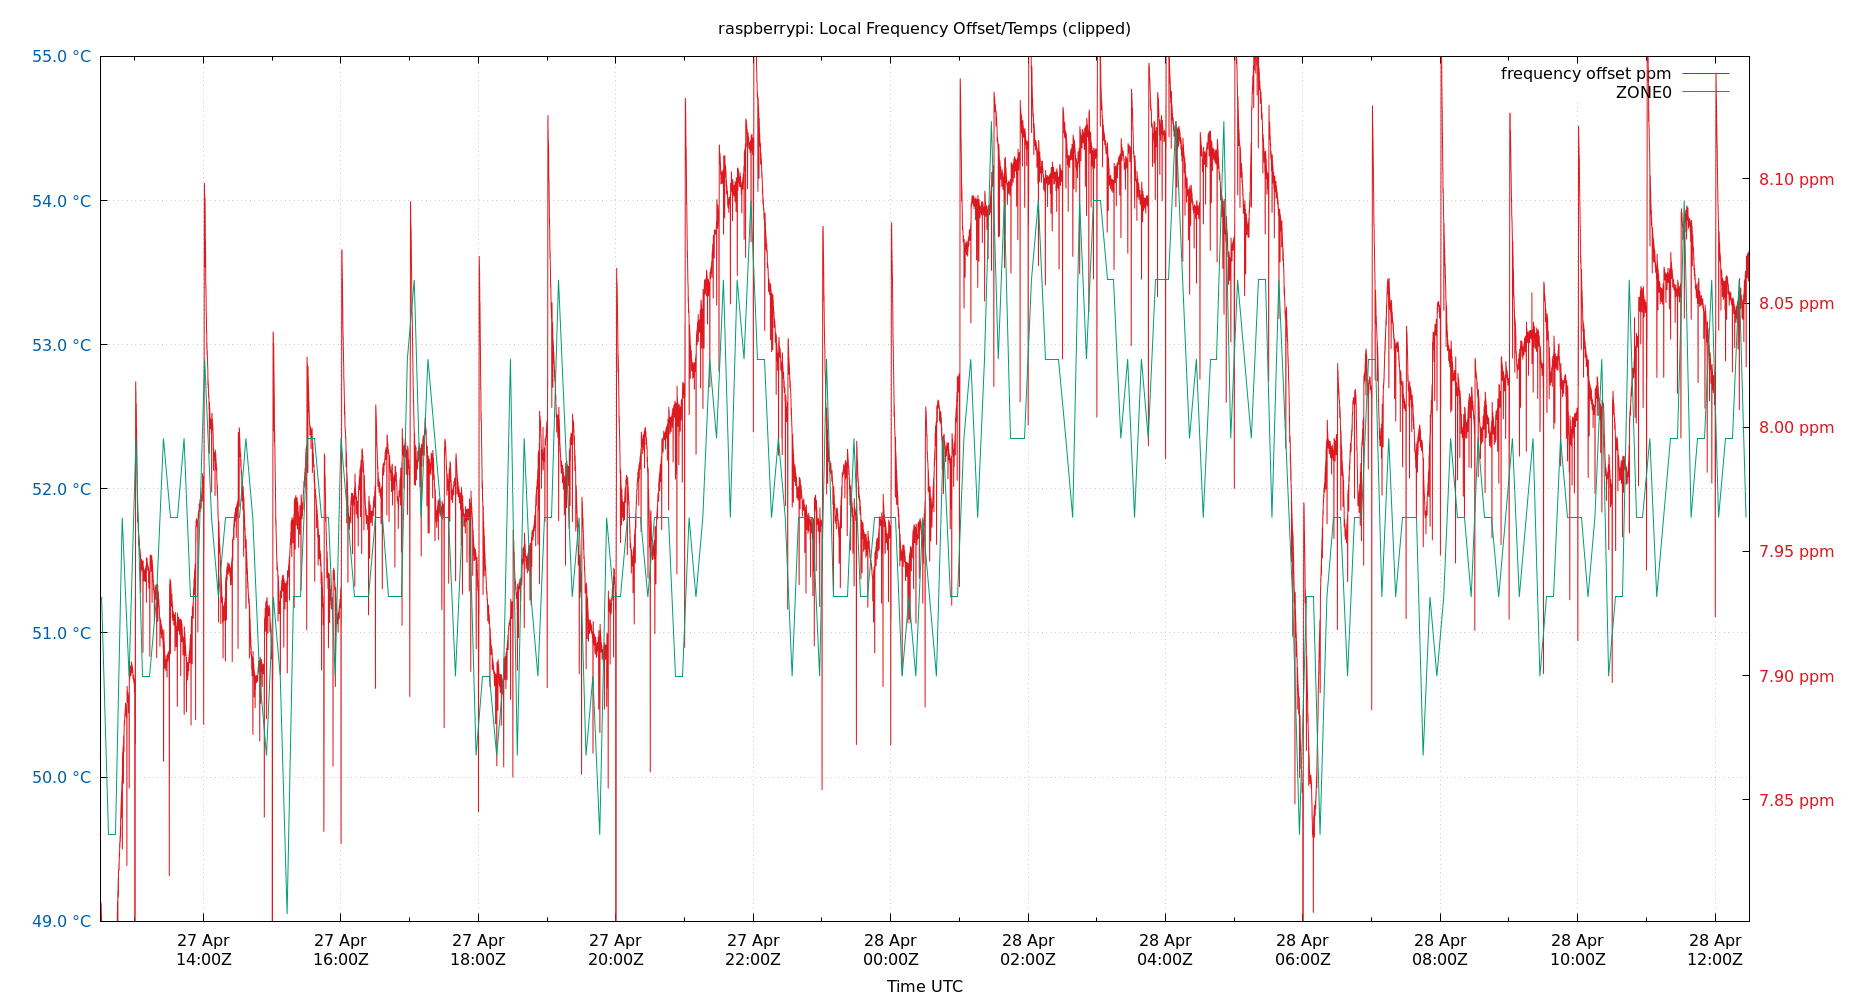 raspberrypi: Local Frequency Offset/Temps (clipped)
55.0 °C
54.0 °C
53.0 °C
52.0 °C
51.0 °C
50.0 °C
49.0 °C
frequency offset ppm
ZONE0
8.10 ppm
8.05 ppm
8.00 ppm
7.95 ppm
7.90 ppm
7.85 ppm
27 Apr
14:00Z
27 Apr
16:00Z
27 Apr
18:00Z
27 Apr
20:00Z
27 Apr
22:00Z
28 Apr
00:00Z
28 Apr
02:00Z
28 Apr
04:00Z
28 Apr
06:00Z
28 Apr
08:00Z
28 Apr
10:00Z
28 Apr
12:00Z
Time UTC